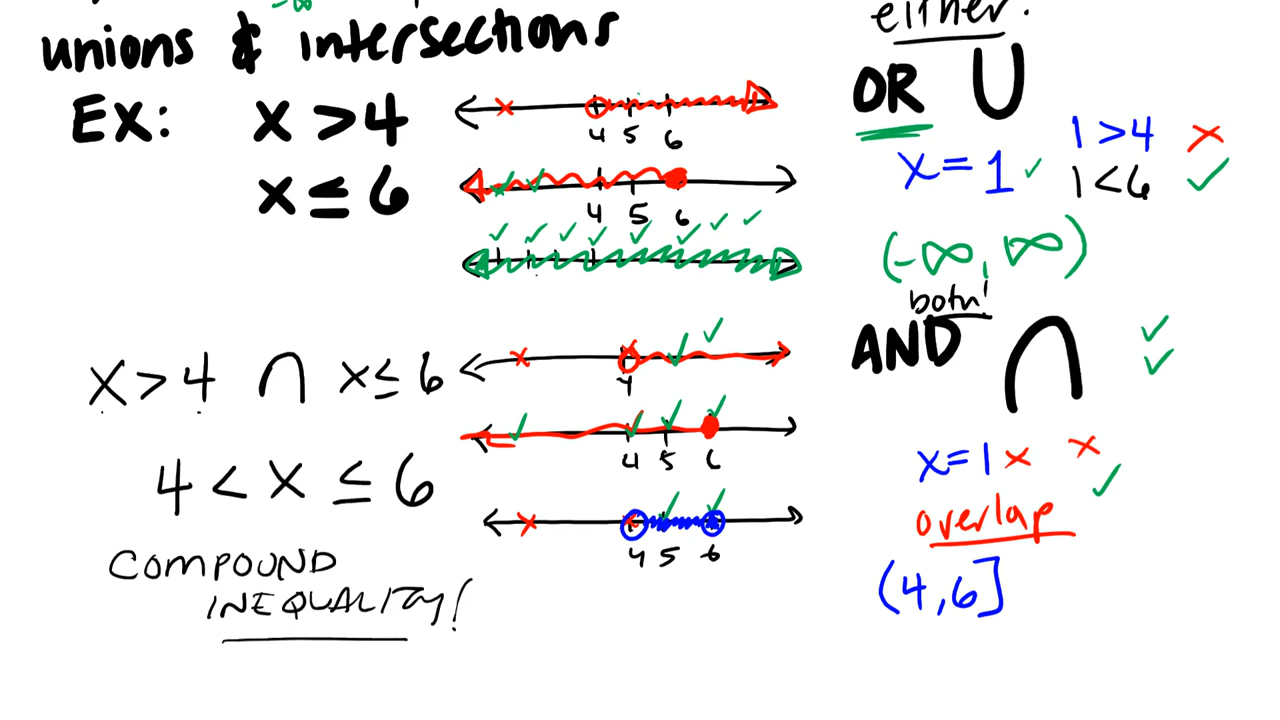 -∞
unions & intersections
EX: x > 4
4 5 6
x ≤ 6
4 5 6
either!
OR ∪
x = 1 ✓ 1 > 4 ✗
1 < 6 ✓
(-∞, ∞)
x > 4 ∩ x ≤ 6
4
4 5 6
4 < x ≤ 6
4 5 6
COMPOUND
INEQUALITY!
both!
AND ∩ ✓
✓
x = 1 ✗ ✗
✓
overlap
(4, 6]